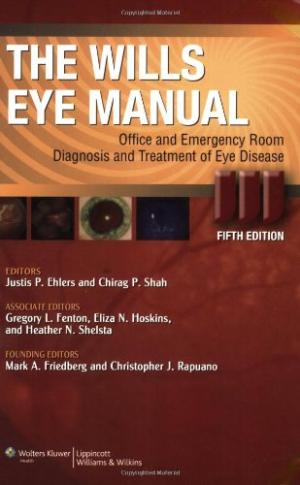 THE WILLS
EYE MANUAL
Office and Emergency Room
Diagnosis and Treatment of Eye Disease
FIFTH EDITION
EDITORS
Justis P. Ehlers and Chirag P. Shah
ASSOCIATE EDITORS
Gregory L. Fenton, Eliza N. Hoskins,
and Heather N. Shelsta
FOUNDING EDITORS
Mark A. Friedberg and Christopher J. Rapuano
Wolters Kluwer
Health
Lippincott
Williams & Wilkins